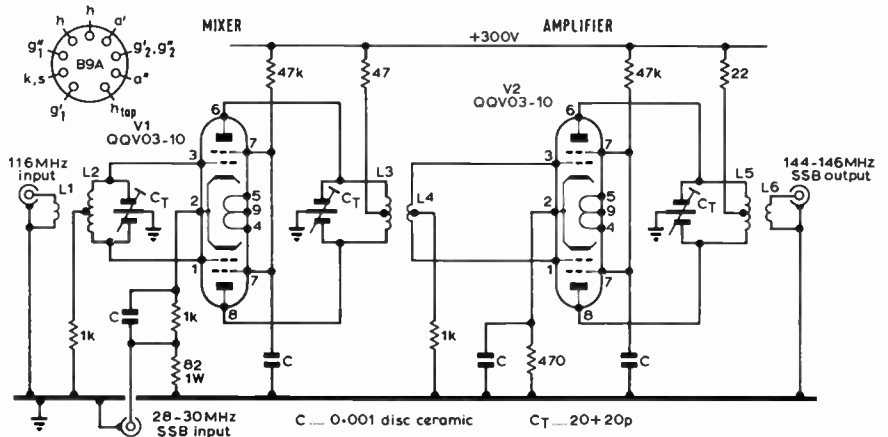 MIXER
AMPLIFIER
+300V
h
h
a'
g"1
g'2,g"2
B9A
k,s
a"
g'1
htap
V1
QQV03-10
47k
47
V2
QQV03-10
47k
22
6
7
3
2
5
9
4
1
7
8
116MHz
input
L1
L2
CT
CT
L3
L4
6
7
3
2
5
9
4
1
7
8
CT
L5
L6
144-146MHz
SSB output
1k
C
1k
82
1W
C
1k
C
470
C
28-30MHz
SSB input
C.... 0·001 disc ceramic
CT.... 20+20p